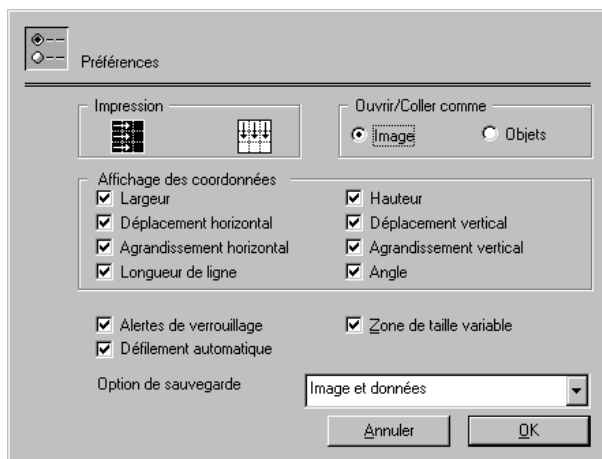 Préférences
Impression
Ouvrir/Coller comme
Image
Objets
Affichage des coordonnées
Largeur
Hauteur
Déplacement horizontal
Déplacement vertical
Agrandissement horizontal
Agrandissement vertical
Longueur de ligne
Angle
Alertes de verrouillage
Zone de taille variable
Défilement automatique
Option de sauvegarde
Image et données
Annuler
OK